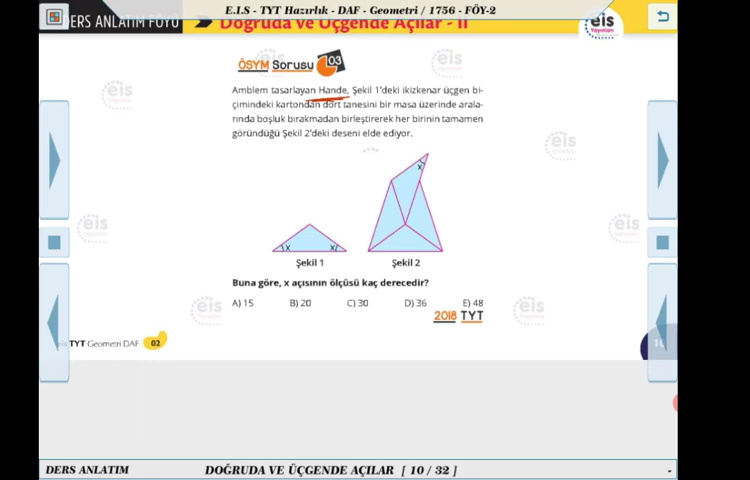 E.I.S - TYT Hazırlık - DAF - Geometri / 1756 - FÖY-2
DERS ANLATIM FÖYÜ
Doğruda ve Üçgende Açılar - II
eis
Yayınları
ÖSYM Sorusu 03
Amblem tasarlayan Hande, Şekil 1'deki ikizkenar üçgen bi-
çimindeki kartondan dört tanesini bir masa üzerinde arala-
rında boşluk bırakmadan birleştirerek her birinin tamamen
göründüğü Şekil 2'deki deseni elde ediyor.
x
x x
Şekil 1 Şekil 2
Buna göre, x açısının ölçüsü kaç derecedir?
A) 15 B) 20 C) 30 D) 36 E) 48
2018 TYT
TYT Geometri DAF 02
DERS ANLATIM DOĞRUDA VE ÜÇGENDE AÇILAR [ 10 / 32 ] -